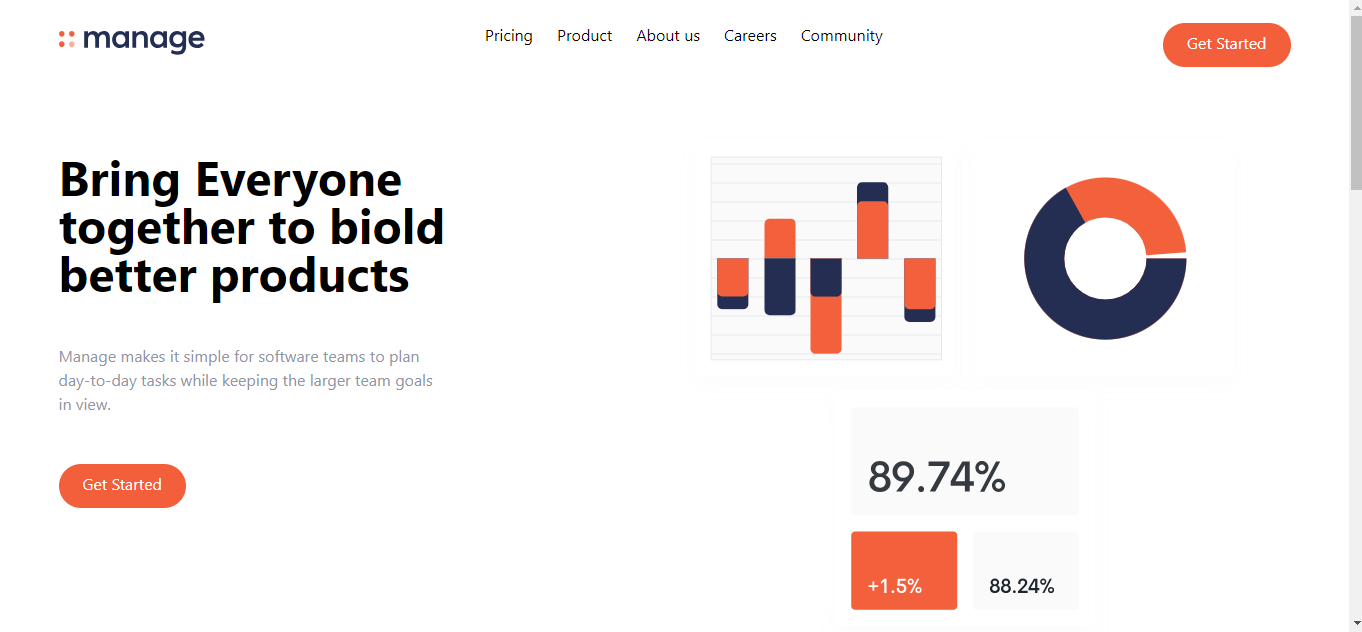 manage
Pricing Product About us Careers Community
Get Started
Bring Everyone
together to biold
better products
Manage makes it simple for software teams to plan
day-to-day tasks while keeping the larger team goals
in view.
Get Started
89.74%
+1.5% 88.24%